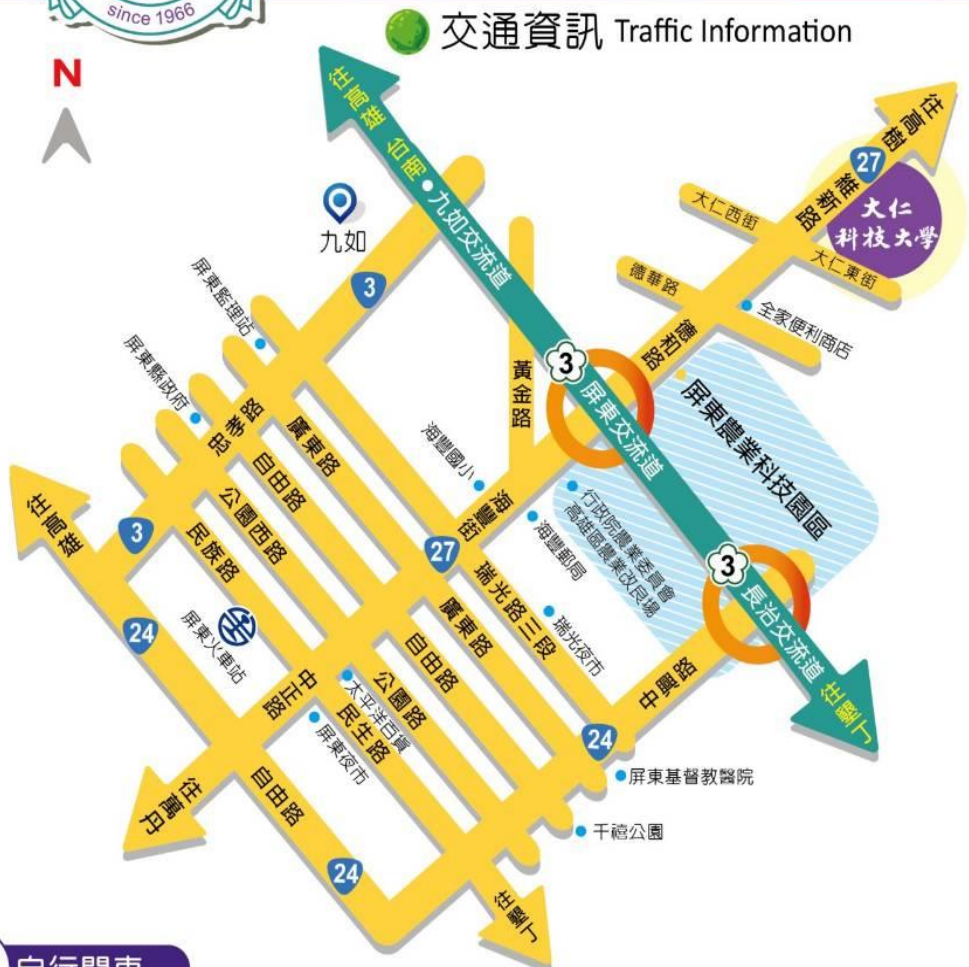 since 1966
交通資訊 Traffic Information
N
往高雄 台南
九如交流道
往高樹
27
維新路
大仁
科技大學
大仁西街
大仁東街
德華路
全家便利商店
九如
3
屏東監理站
屏東縣政府
忠孝路
黃金路
3
屏東交流道
德和路
屏東農業科技園區
廣東路
自由路
公園西路
民族路
海豐國小
海豐街
27
海豐郵局
行政院農業委員會
高雄區農業改良場
3
長治交流道
往墾丁
往高雄
3
24
屏東火車站
瑞光路三段
瑞光夜市
廣東路
自由路
公園路
民生路
中正路
太平洋百貨
屏東夜市
中興路
24
屏東基督教醫院
千禧公園
往萬丹
自由路
24
往墾丁
自行開車